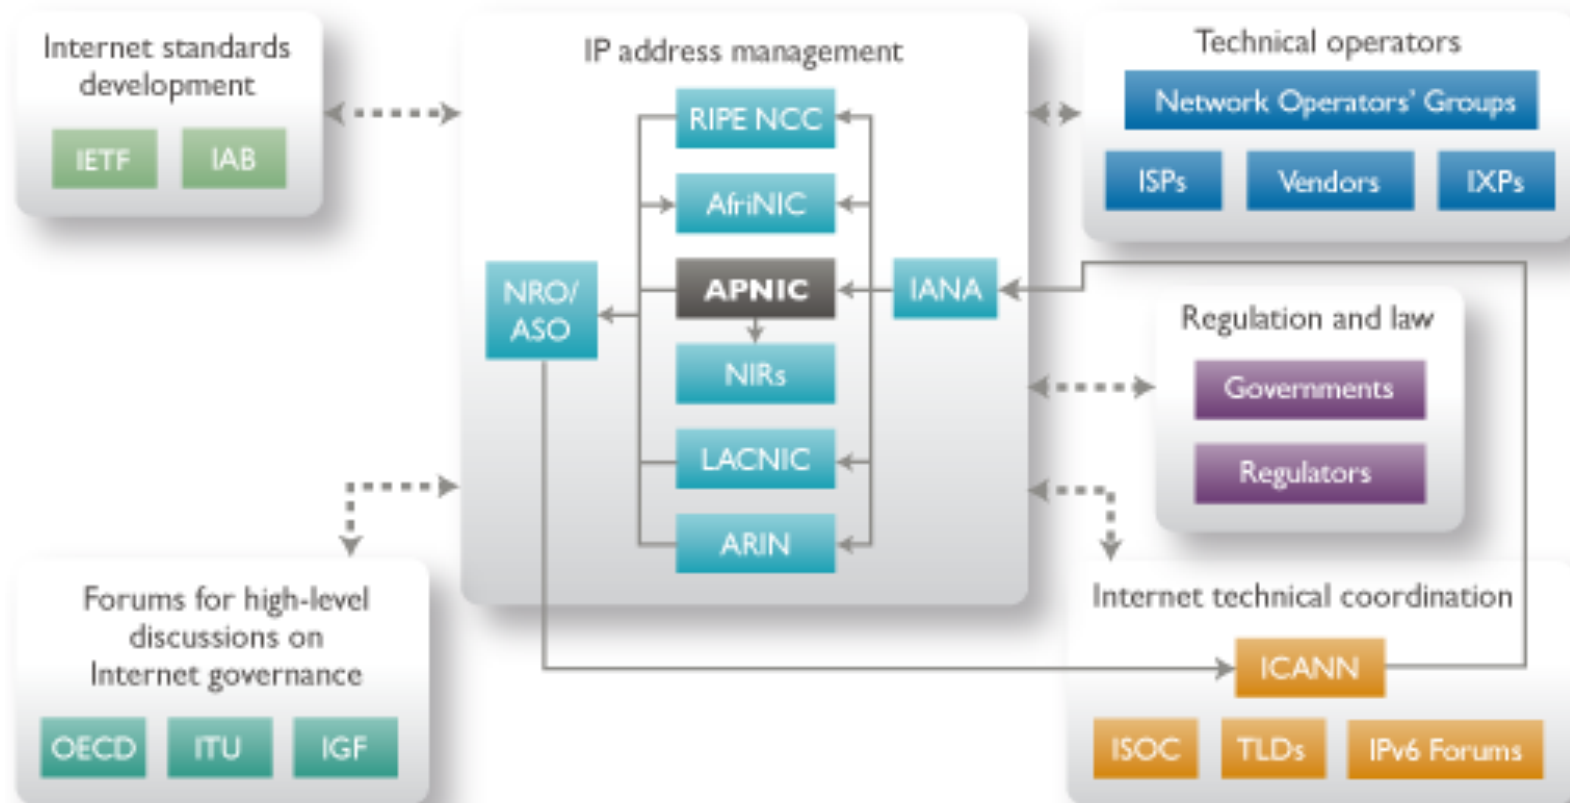 Internet standards
development
IETF
IAB
IP address management
RIPE NCC
AfriNIC
APNIC
NIRs
LACNIC
ARIN
NRO/
ASO
IANA
Technical operators
Network Operators' Groups
ISPs
Vendors
IXPs
Regulation and law
Governments
Regulators
Forums for high-level
discussions on
Internet governance
OECD
ITU
IGF
Internet technical coordination
ICANN
ISOC
TLDs
IPv6 Forums